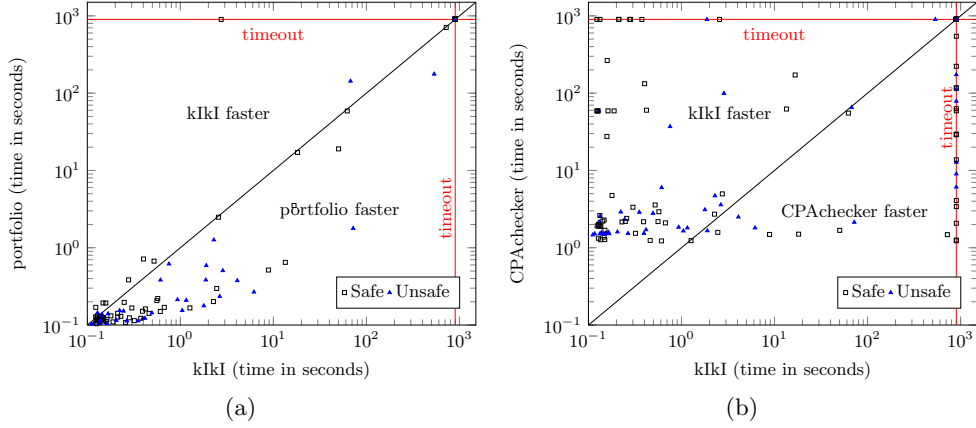 10^3
10^2
10^1
10^0
10^-1
portfolio (time in seconds)
timeout
kIkI faster
portfolio faster
timeout
Safe Unsafe
10^-1 10^0 10^1 10^2 10^3
kIkI (time in seconds)
(a)
10^3
10^2
10^1
10^0
10^-1
CPAchecker (time in seconds)
timeout
kIkI faster
CPAchecker faster
timeout
Safe Unsafe
10^-1 10^0 10^1 10^2 10^3
kIkI (time in seconds)
(b)